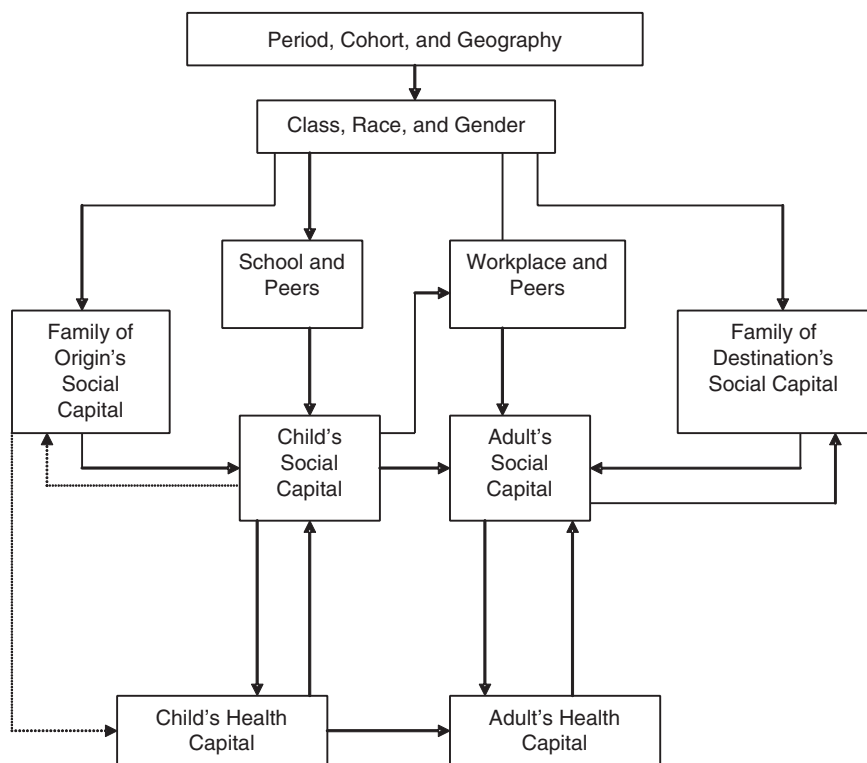 Period, Cohort, and Geography
Class, Race, and Gender
School and
Peers
Workplace and
Peers
Family of
Origin’s
Social
Capital
Family of
Destination’s
Social Capital
Child’s
Social
Capital
Adult’s
Social
Capital
Child’s Health
Capital
Adult’s Health
Capital